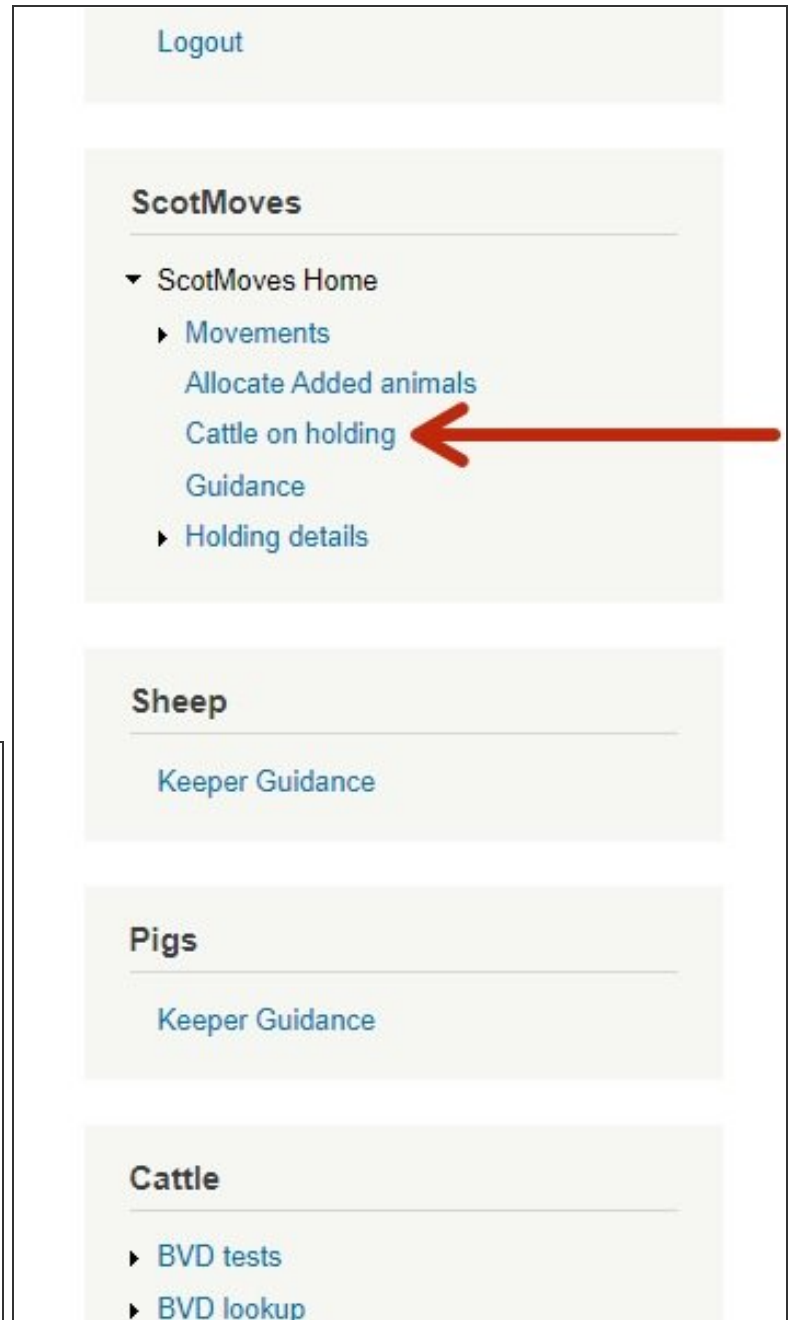 Logout
ScotMoves
ScotMoves Home
Movements
Allocate Added animals
Cattle on holding
Guidance
Holding details
Sheep
Keeper Guidance
Pigs
Keeper Guidance
Cattle
BVD tests
BVD lookup